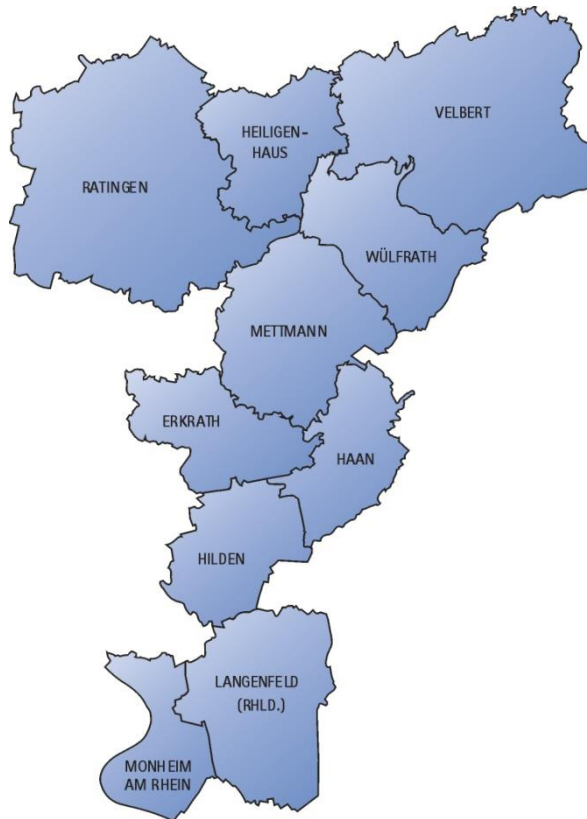 VELBERT
HEILIGEN-
HAUS
RATINGEN
WÜLFRATH
METTMANN
ERKRATH
HAAN
HILDEN
LANGENFELD
(RHLD.)
MONHEIM
AM RHEIN